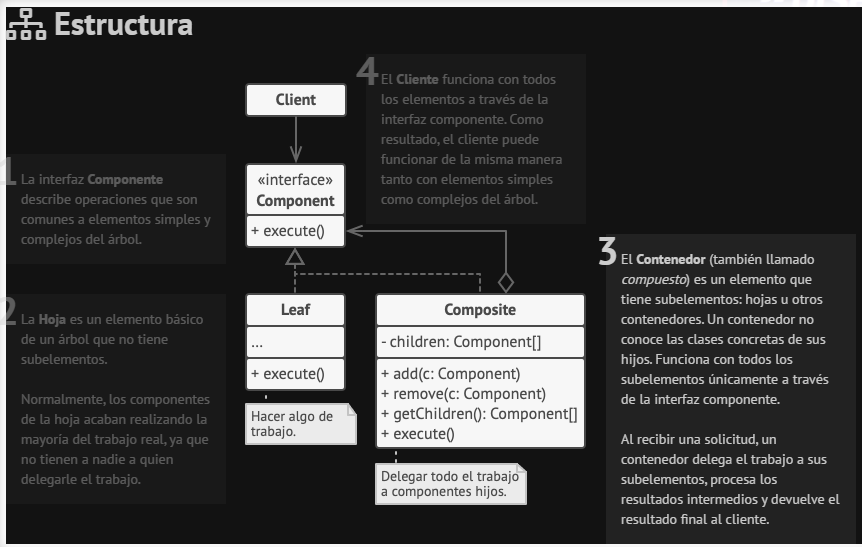 Estructura
Client
4
El Cliente funciona con todos
los elementos a través de la
interfaz componente. Como
resultado, el cliente puede
funcionar de la misma manera
tanto con elementos simples
como complejos del árbol.
1
La interfaz Componente
describe operaciones que son
comunes a elementos simples y
complejos del árbol.
«interface»
Component
+ execute()
2
La Hoja es un elemento básico
de un árbol que no tiene
subelementos.
Normalmente, los componentes
de la hoja acaban realizando la
mayoría del trabajo real, ya que
no tienen a nadie a quien
delegarle el trabajo.
Leaf
...
+ execute()
Hacer algo de
trabajo.
Composite
- children: Component[]
+ add(c: Component)
+ remove(c: Component)
+ getChildren(): Component[]
+ execute()
Delegar todo el trabajo
a componentes hijos.
3
El Contenedor (también llamado
compuesto) es un elemento que
tiene subelementos: hojas u otros
contenedores. Un contenedor no
conoce las clases concretas de sus
hijos. Funciona con todos los
subelementos únicamente a través
de la interfaz componente.
Al recibir una solicitud, un
contenedor delega el trabajo a sus
subelementos, procesa los
resultados intermedios y devuelve el
resultado final al cliente.